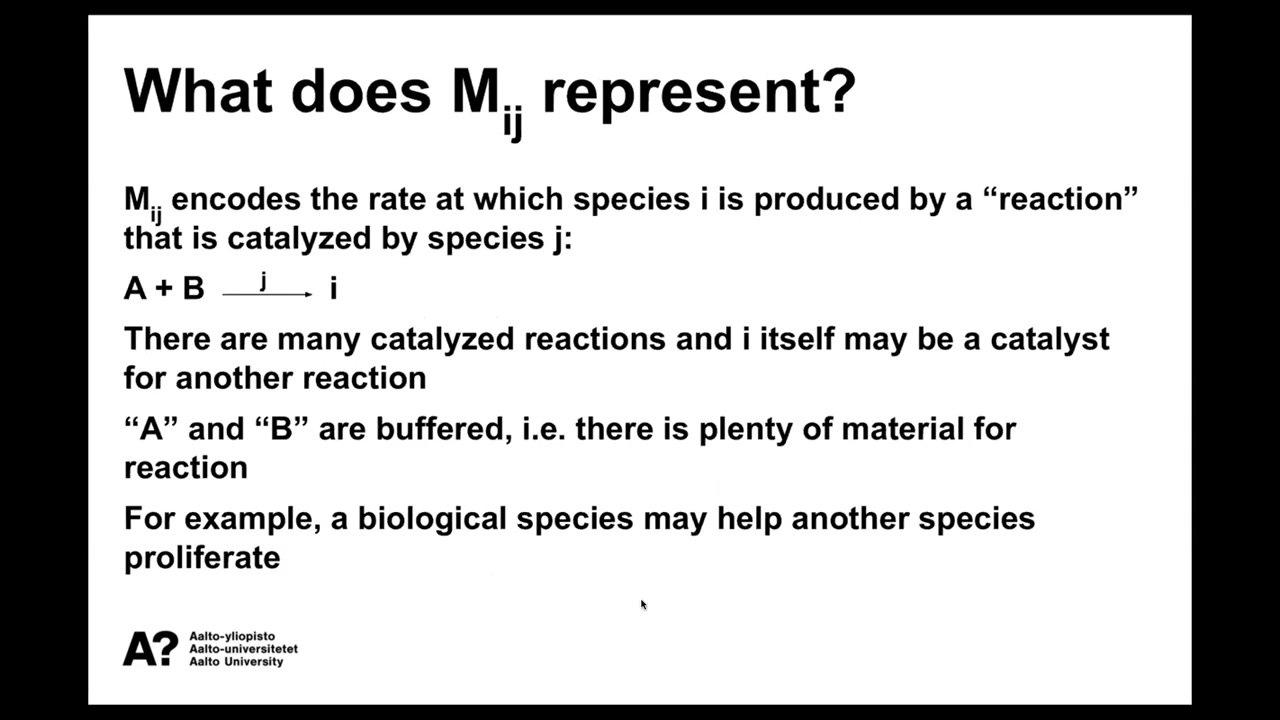 What does Mij represent?
Mij encodes the rate at which species i is produced by a “reaction”
that is catalyzed by species j:
A + B j i
There are many catalyzed reactions and i itself may be a catalyst
for another reaction
“A” and “B” are buffered, i.e. there is plenty of material for
reaction
For example, a biological species may help another species
proliferate
A? Aalto-yliopisto
Aalto-universitetet
Aalto University